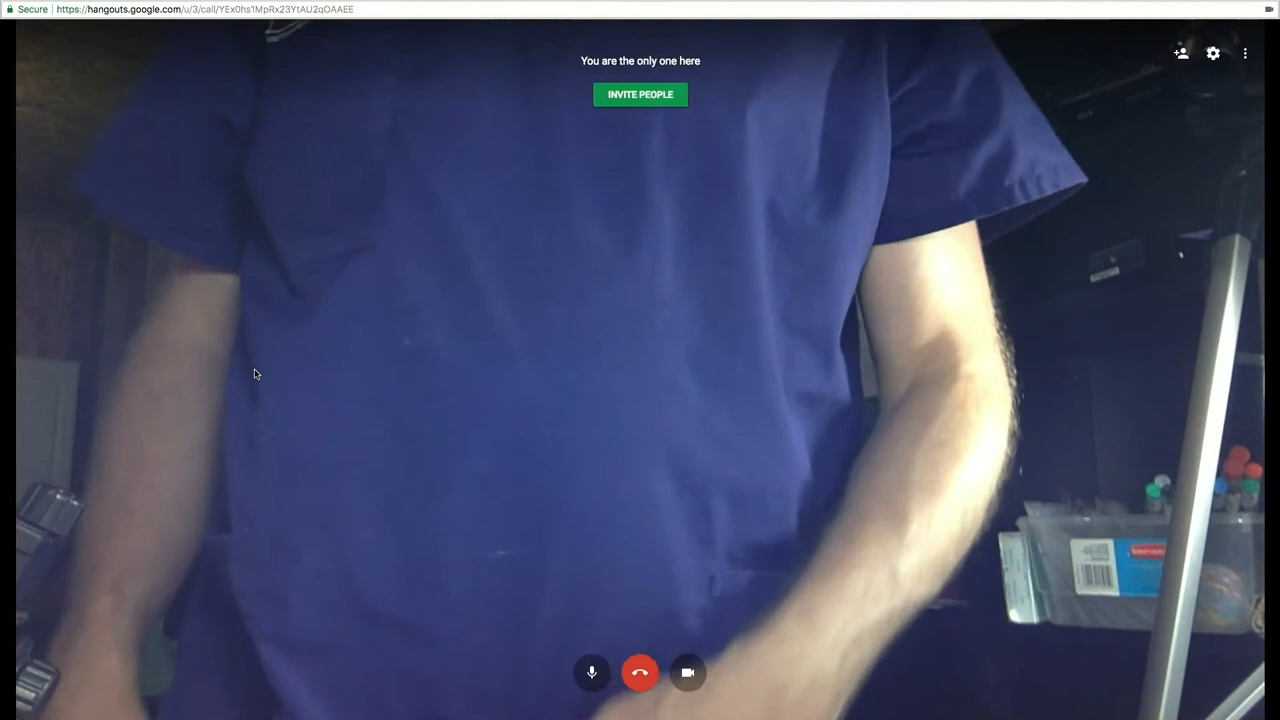 Secure
https://hangouts.google.com/u/3/call/YEx0hs1MpRx23YtAU2qOAAEE
You are the only one here
INVITE PEOPLE